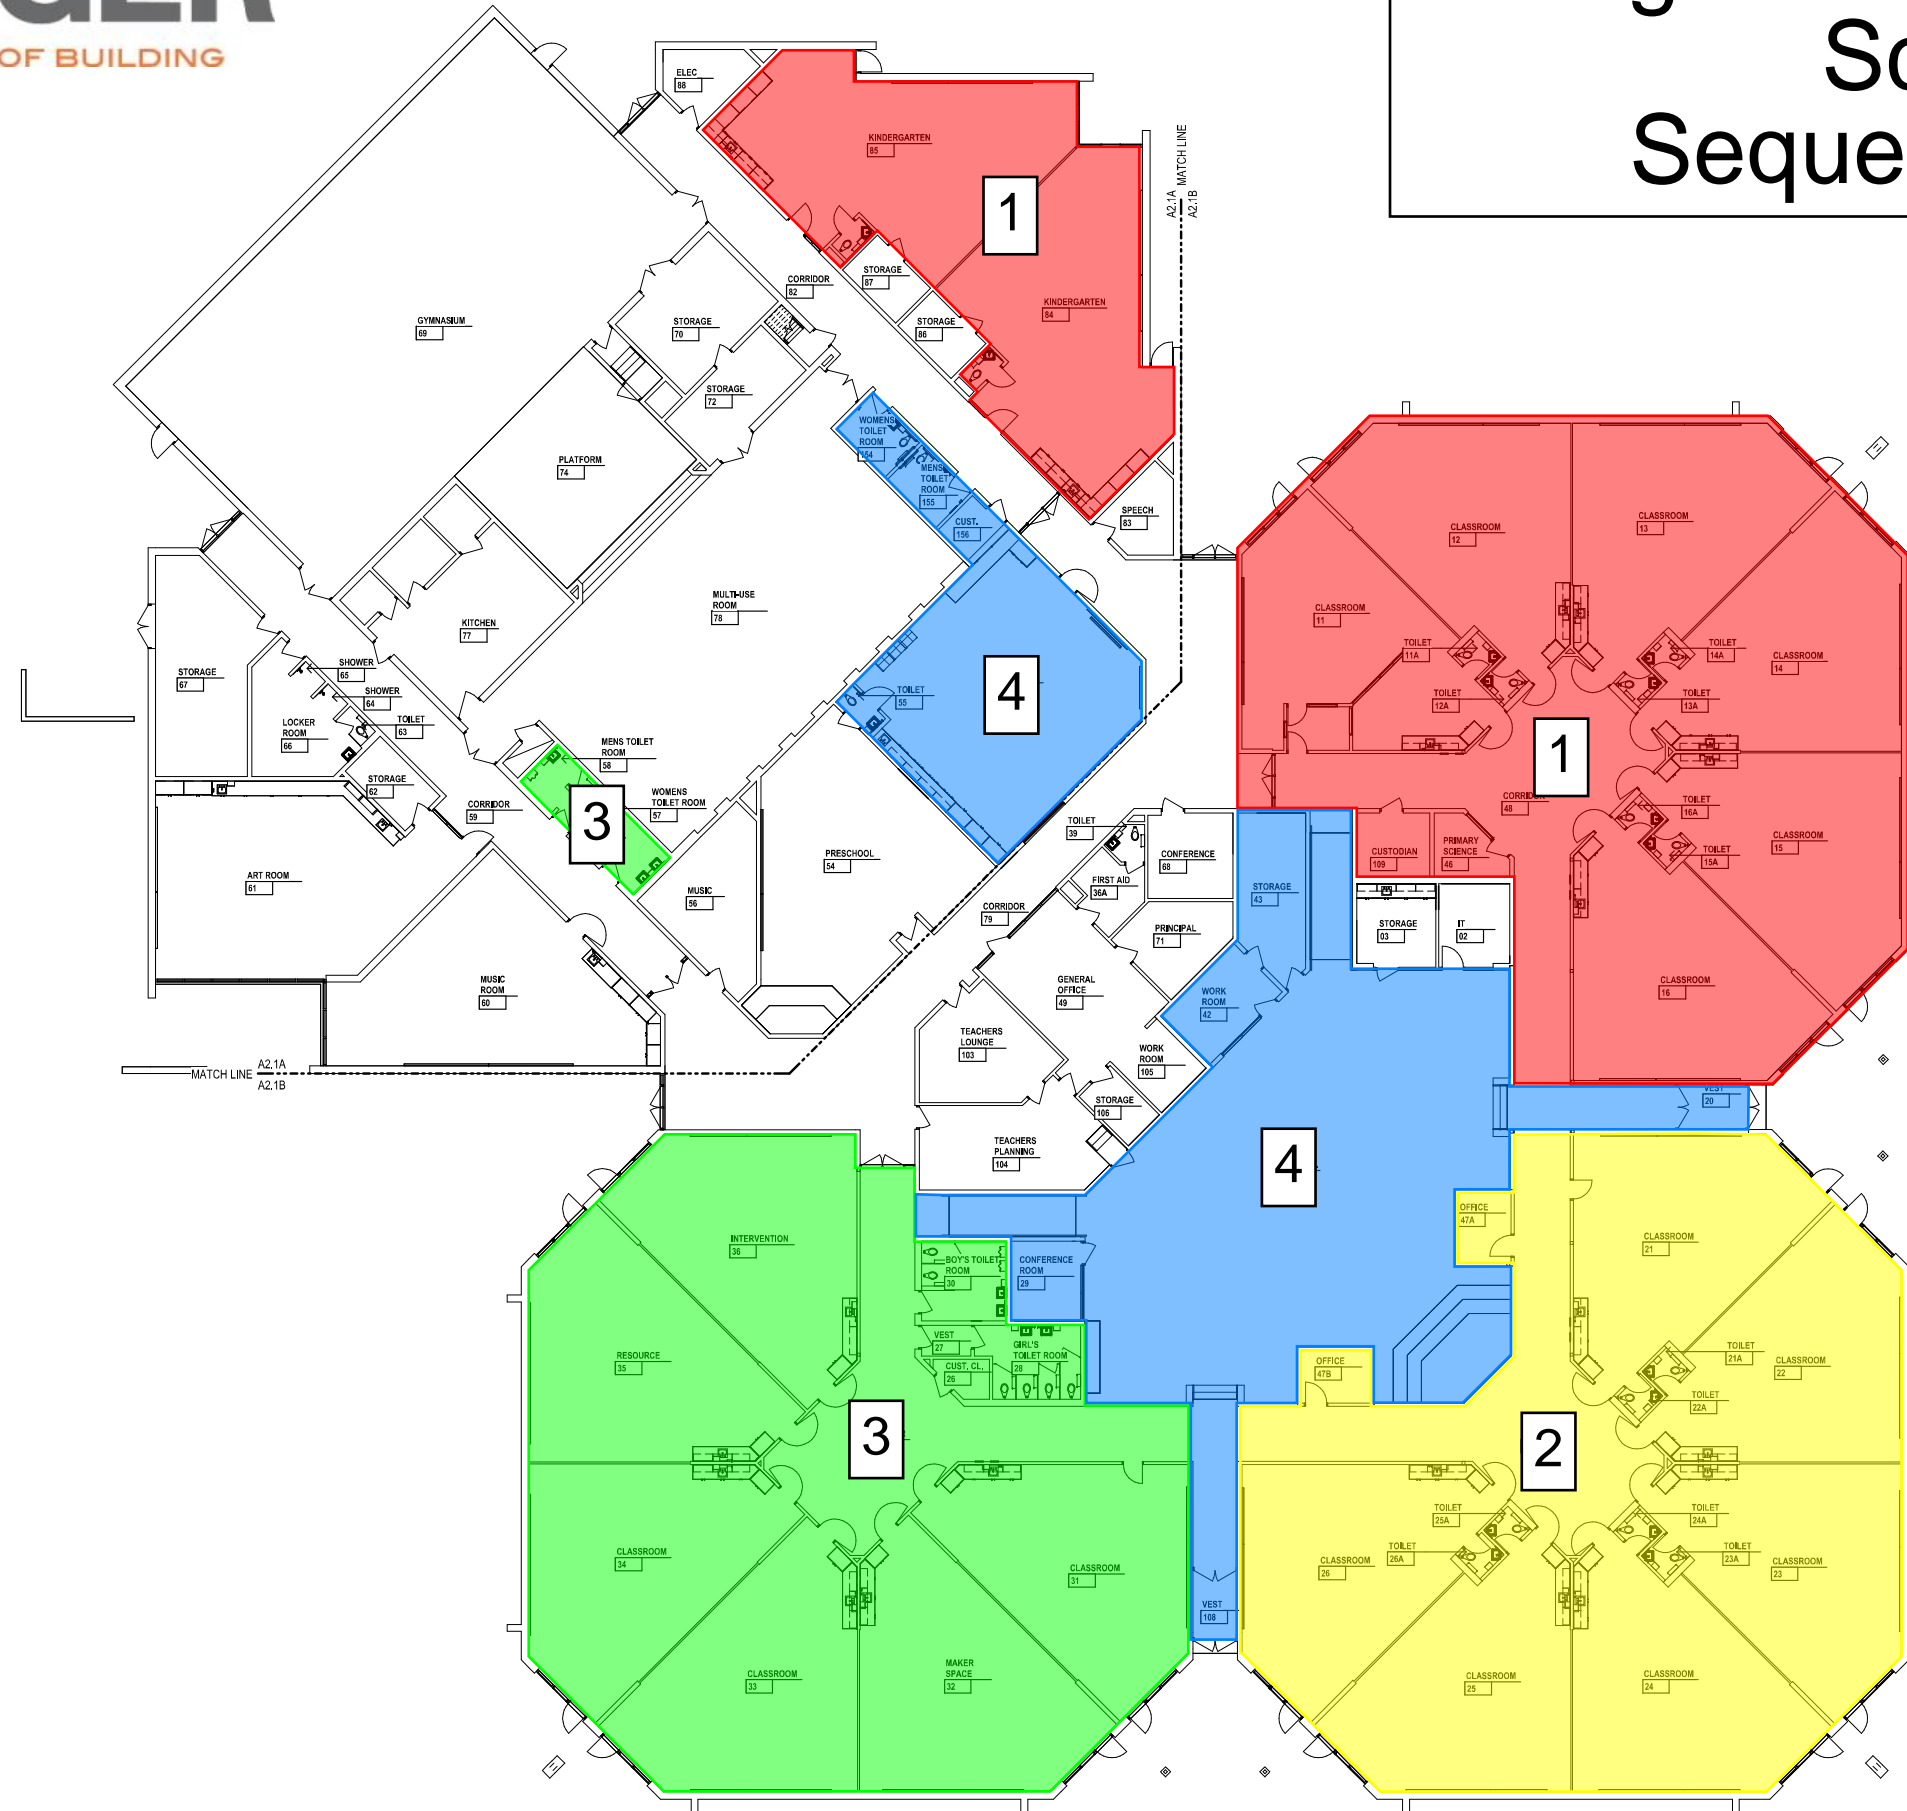 OF BUILDING
Sequе
ELEC
88
KINDERGARTEN
85
1
MATCH LINE
A2.1A
A2.1B
CORRIDOR
82
STORAGE
87
STORAGE
86
KINDERGARTEN
84
GYMNASIUM
69
STORAGE
70
STORAGE
72
PLATFORM
74
WOMENS
TOILET
ROOM
154
MENS
TOILET
ROOM
155
CUST.
156
SPEECH
83
CLASSROOM
12
CLASSROOM
13
CLASSROOM
11
TOILET
11A
TOILET
12A
TOILET
14A
CLASSROOM
14
TOILET
13A
1
CORRIDOR
48
TOILET
16A
TOILET
15A
CLASSROOM
15
CLASSROOM
16
CUSTODIAN
109
PRIMARY
SCIENCE
46
MULTI-USE
ROOM
78
KITCHEN
77
STORAGE
67
SHOWER
65
SHOWER
64
TOILET
63
LOCKER
ROOM
66
STORAGE
62
MENS TOILET
ROOM
58
WOMENS
TOILET ROOM
57
3
CORRIDOR
59
ART ROOM
61
MUSIC
56
PRESCHOOL
54
TOILET
55
4
MUSIC
ROOM
60
TOILET
39
CONFERENCE
68
FIRST AID
36A
CORRIDOR
79
PRINCIPAL
71
GENERAL
OFFICE
49
STORAGE
43
STORAGE
03
IT
02
WORK
ROOM
42
TEACHERS
LOUNGE
103
WORK
ROOM
105
STORAGE
106
TEACHERS
PLANNING
104
MATCH LINE
A2.1A
A2.1B
VEST
20
4
OFFICE
47A
CLASSROOM
21
INTERVENTION
36
BOY'S TOILET
ROOM
30
CONFERENCE
ROOM
29
VEST
27
GIRL'S
TOILET ROOM
28
CUST. CL.
26
RESOURCE
35
OFFICE
47B
TOILET
21A
CLASSROOM
22
TOILET
22A
3
2
TOILET
25A
TOILET
24A
CLASSROOM
34
CLASSROOM
31
CLASSROOM
26
TOILET
26A
TOILET
23A
CLASSROOM
23
VEST
108
CLASSROOM
33
MAKER
SPACE
32
CLASSROOM
25
CLASSROOM
24